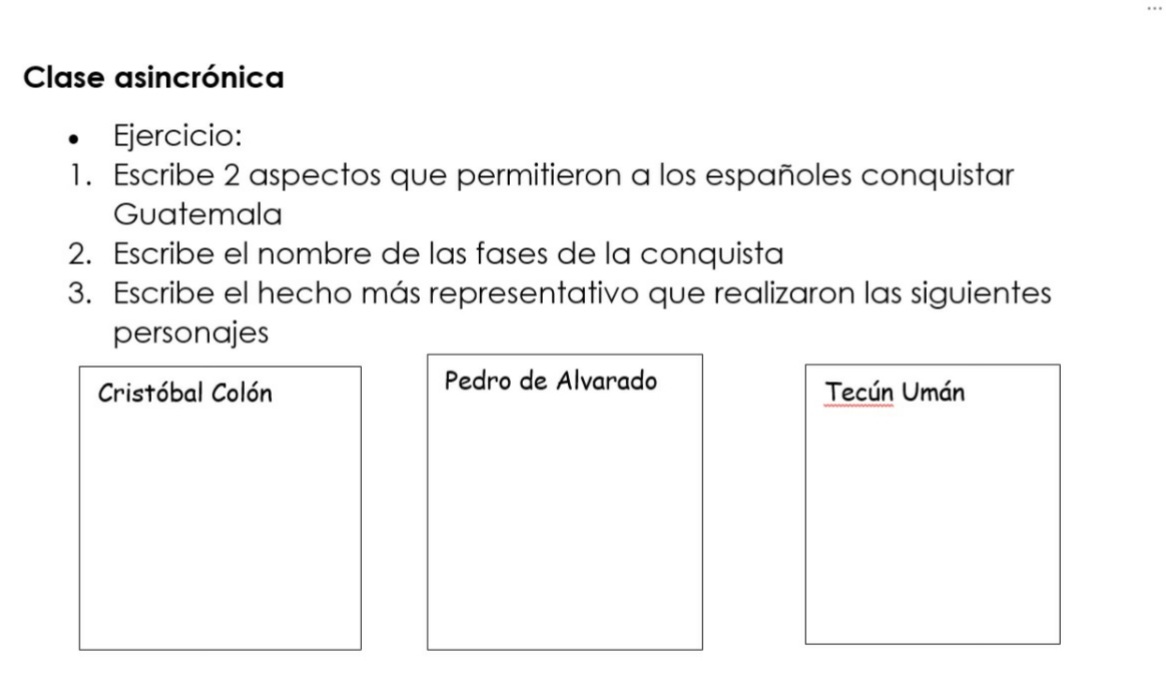 Clase asincrónica
• Ejercicio:
1. Escribe 2 aspectos que permitieron a los españoles conquistar
Guatemala
2. Escribe el nombre de las fases de la conquista
3. Escribe el hecho más representativo que realizaron las siguientes
personajes
Cristóbal Colón
Pedro de Alvarado
Tecún Umán